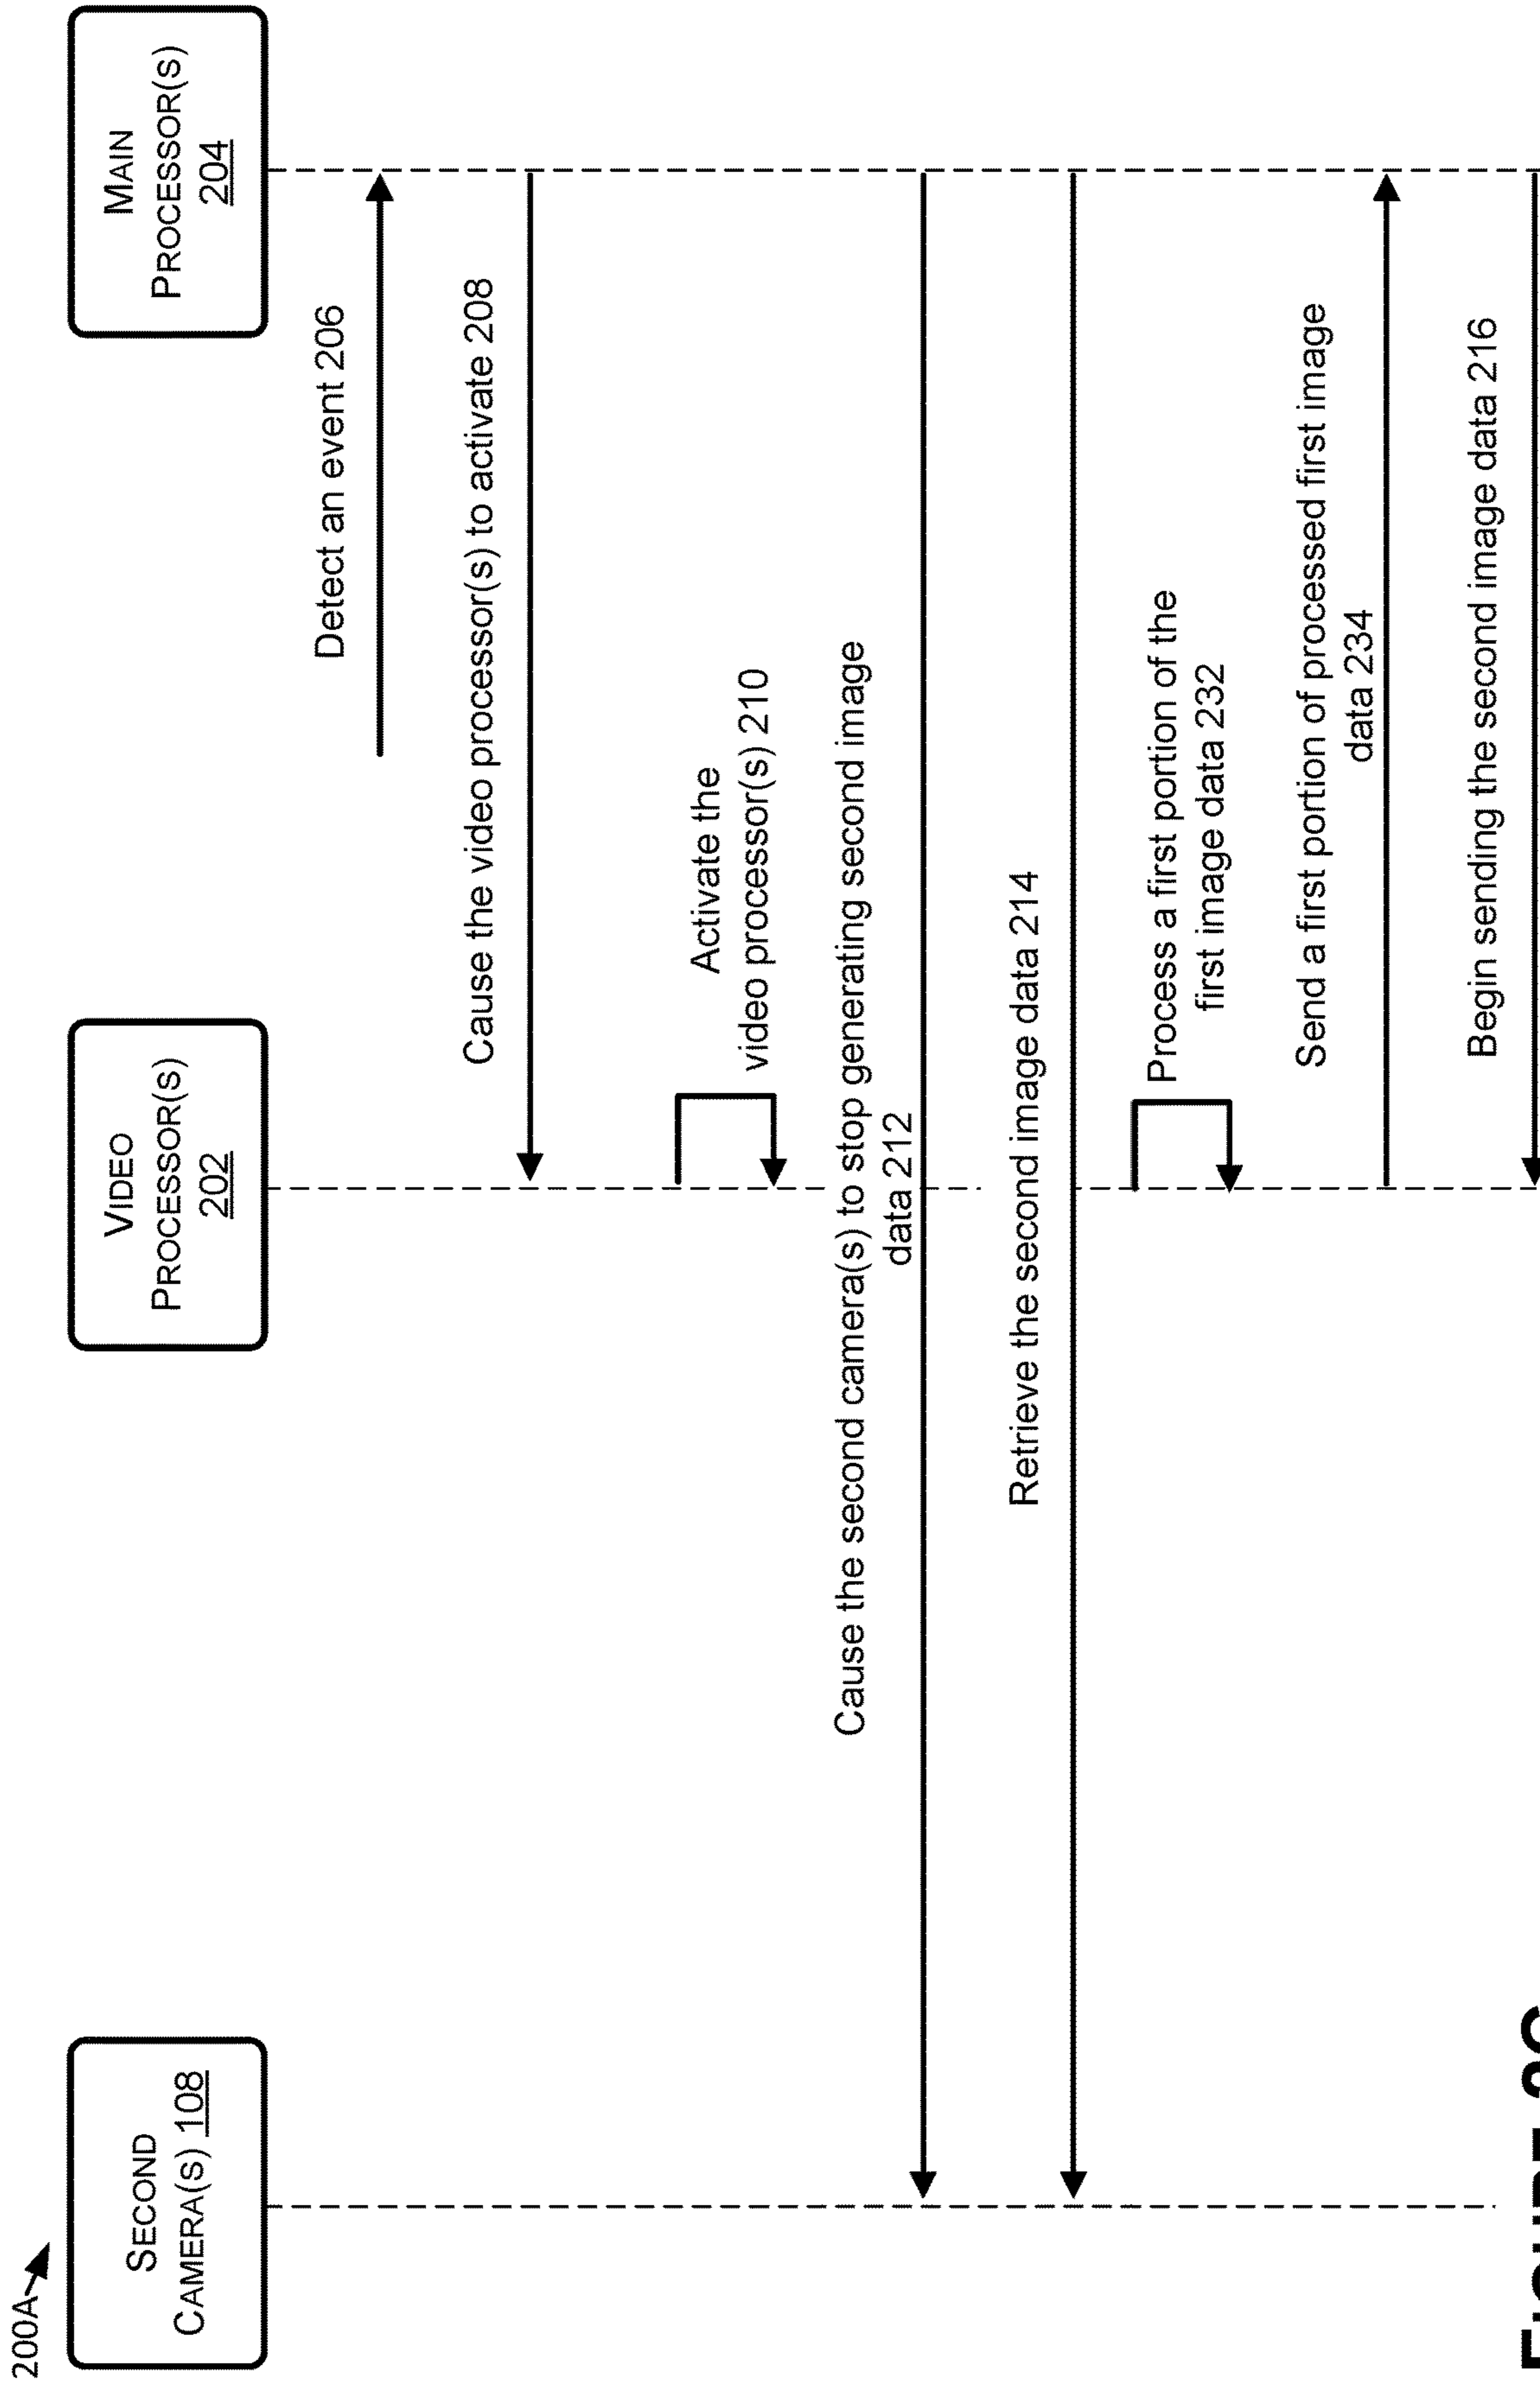 200A
SECOND
CAMERA(S) 108
VIDEO
PROCESSOR(S)
202
MAIN
PROCESSOR(S)
204
Detect an event 206
Cause the video processor(s) to activate 208
Activate the
video processor(s) 210
Cause the second camera(s) to stop generating second image
data 212
Retrieve the second image data 214
Process a first portion of the
first image data 232
Send a first portion of processed first image
data 234
Begin sending the second image data 216